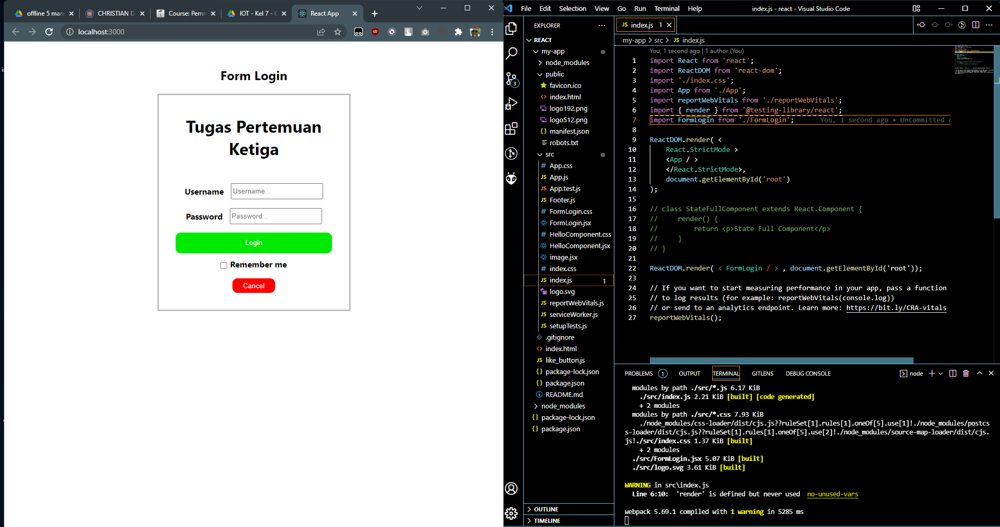 offline 5 mare
CHRISTIAN D
Course: Pemr
IOT - Kel 7 - C
React App
localhost:3000
Form Login
Tugas Pertemuan
Ketiga
Username Username...
Password Password...
Login
Remember me
Cancel
File Edit Selection View Go Run Terminal Help
index.js - react - Visual Studio Code
EXPLORER
REACT
my-app
node_modules
public
favicon.ico
index.html
logo192.png
logo512.png
manifest.json
robots.txt
src
App.css
App.js
App.test.js
Footer.js
FormLogin.css
FormLogin.jsx
HelloComponent.css
HelloComponent.jsx
image.jsx
index.css
index.js 1
logo.svg
reportWebVitals.js
serviceWorker.js
setupTests.js
.gitignore
index.html
like_button.js
package-lock.json
package.json
README.md
node_modules
package-lock.json
package.json
OUTLINE
TIMELINE
3
JS index.js 1
my-app > src > JS index.js
You, 1 second ago | 1 author (You)
1 import React from 'react';
2 import ReactDOM from 'react-dom';
3 import './index.css';
4 import App from './App';
5 import reportWebVitals from './reportWebVitals';
6 import { render } from '@testing-library/react';
7 import FormLogin from './FormLogin'; You, 1 second ago • Uncommitted c
8
9 ReactDOM.render( <
10 React.StrictMode >
11 <App / >
12 </React.StrictMode>,
13 document.getElementById('root')
14 );
15
16 // class StateFullComponent extends React.Component {
17 // render() {
18 // return <p>State Full Component</p>
19 // }
20 // }
21
22 ReactDOM.render( < FormLogin / > , document.getElementById('root'));
23
24 // If you want to start measuring performance in your app, pass a function
25 // to log results (for example: reportWebVitals(console.log))
26 // or send to an analytics endpoint. Learn more: https://bit.ly/CRA-vitals
27 reportWebVitals();
PROBLEMS 1 OUTPUT TERMINAL GITLENS DEBUG CONSOLE node
modules by path ./src/*.js 6.17 KiB
./src/index.js 2.21 KiB [built] [code generated]
+ 2 modules
modules by path ./src/*.css 7.93 KiB
./node_modules/css-loader/dist/cjs.js??ruleSet[1].rules[1].oneOf[5].use[1]!./node_modules/postcs
s-loader/dist/cjs.js??ruleSet[1].rules[1].oneOf[5].use[2]!./node_modules/source-map-loader/dist/cjs.
js!./src/index.css 1.37 KiB [built]
+ 2 modules
./src/FormLogin.jsx 5.07 KiB [built]
./src/logo.svg 3.61 KiB [built]
WARNING in src\index.js
Line 6:10: 'render' is defined but never used no-unused-vars
webpack 5.69.1 compiled with 1 warning in 5285 ms